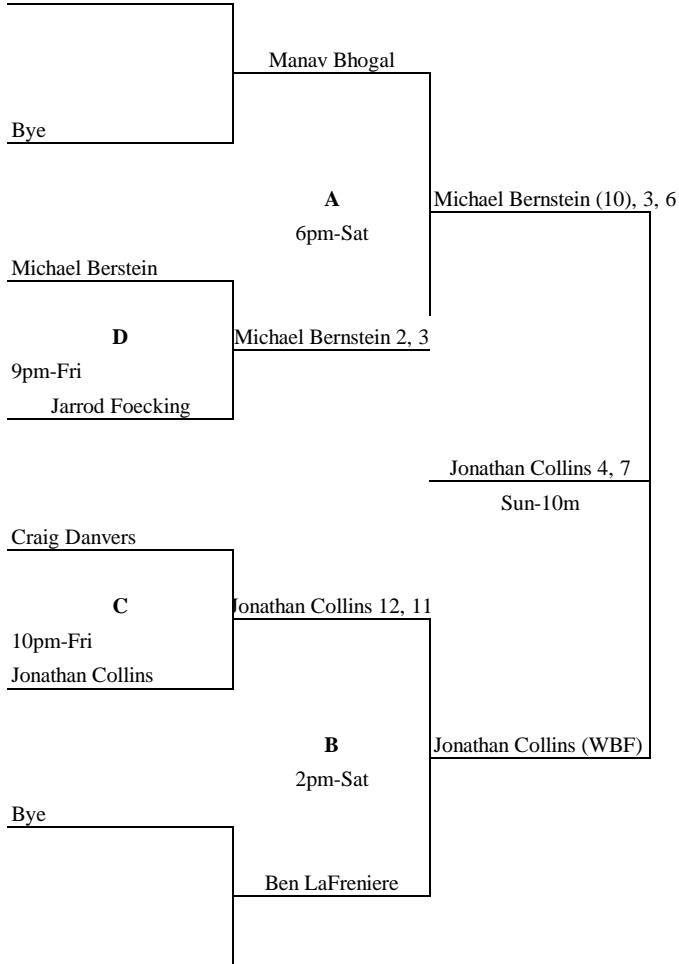 Manav Bhogal
Bye
A
Michael Bernstein (10), 3, 6
6pm-Sat
Michael Berstein
D
Michael Bernstein 2, 3
9pm-Fri
Jarrod Foecking
Jonathan Collins 4, 7
Sun-10m
Craig Danvers
C
Jonathan Collins 12, 11
10pm-Fri
Jonathan Collins
B
Jonathan Collins (WBF)
2pm-Sat
Bye
Ben LaFreniere